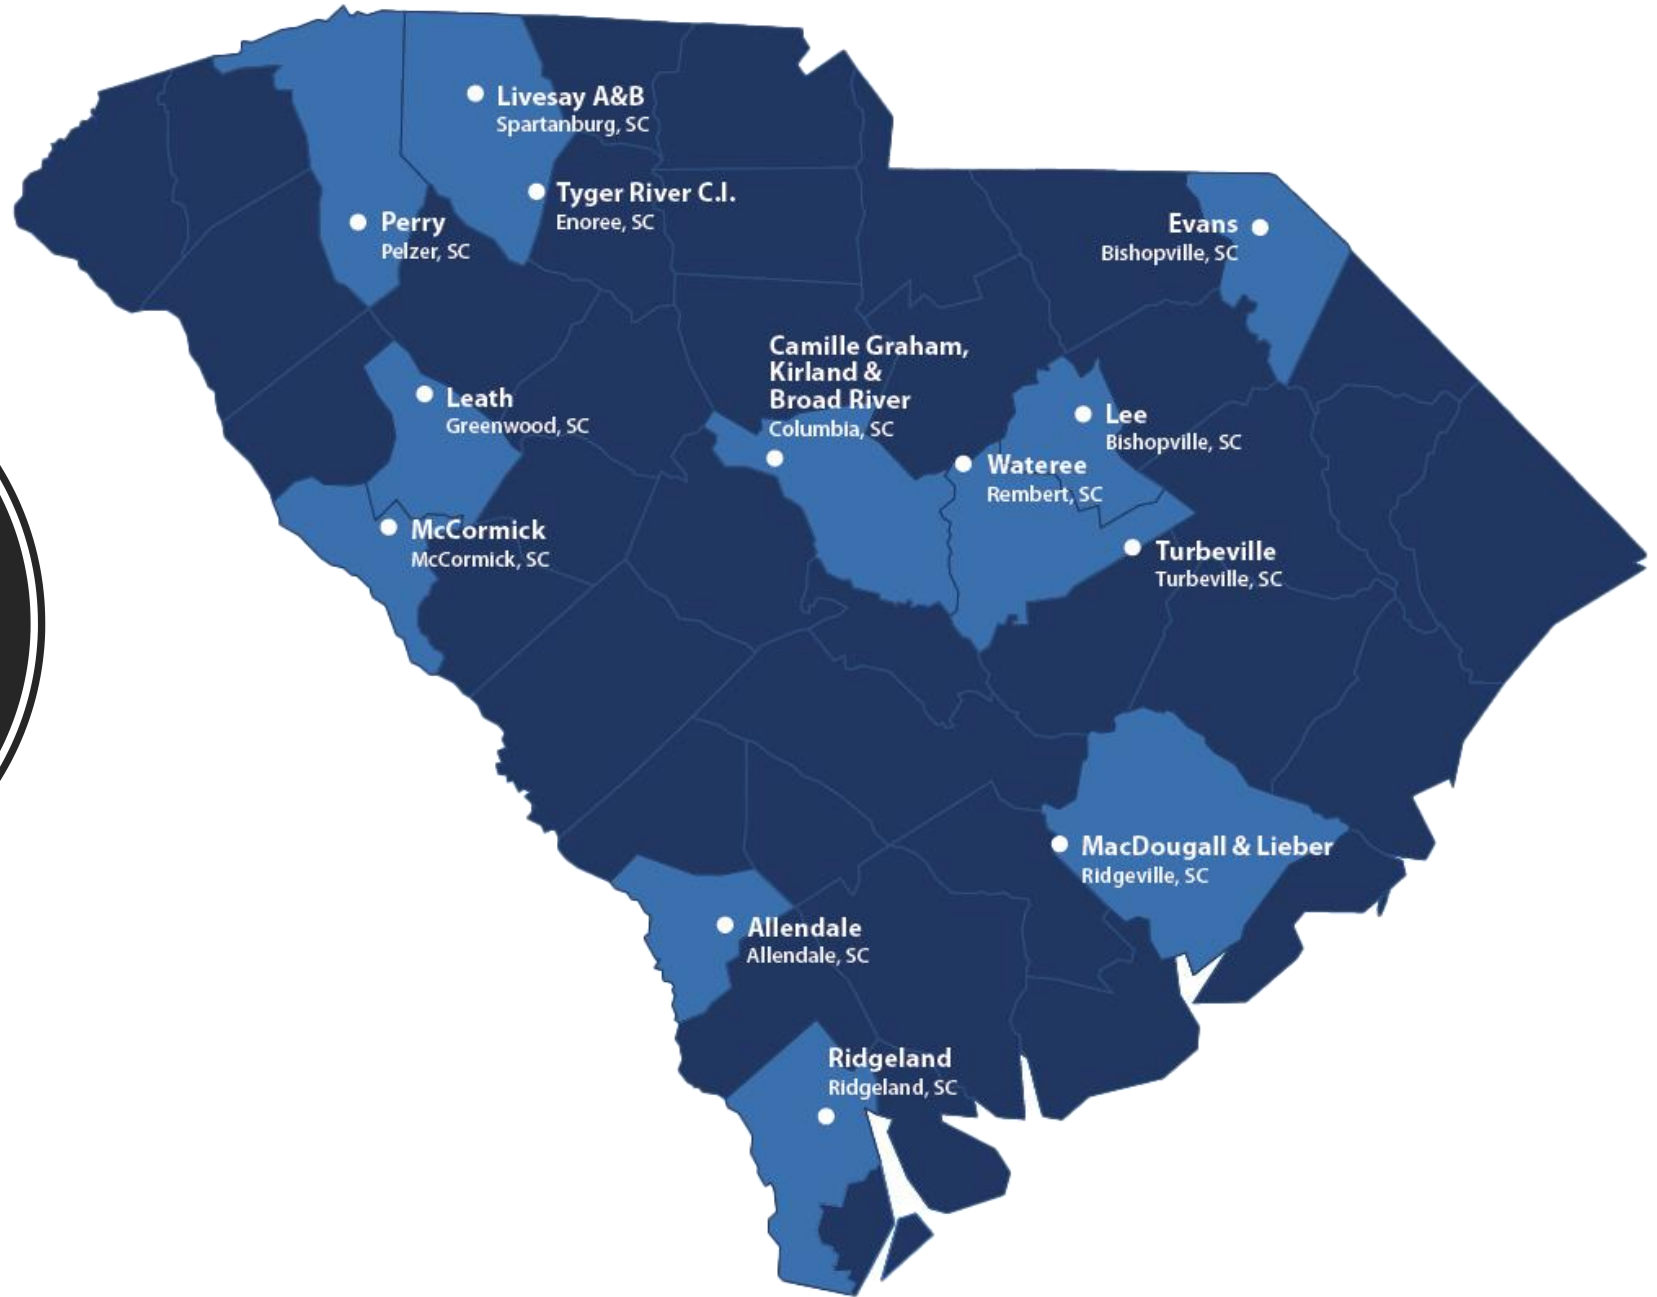 Livesay A&B
Spartanburg, SC
Tyger River C.I.
Enoree, SC
Perry
Pelzer, SC
Evans
Bishopville, SC
Camille Graham,
Kirland &
Broad River
Columbia, SC
Leath
Greenwood, SC
Lee
Bishopville, SC
Wateree
Rembert, SC
McCormick
McCormick, SC
Turbeville
Turbeville, SC
MacDougall & Lieber
Ridgeville, SC
Allendale
Allendale, SC
Ridgeland
Ridgeland, SC